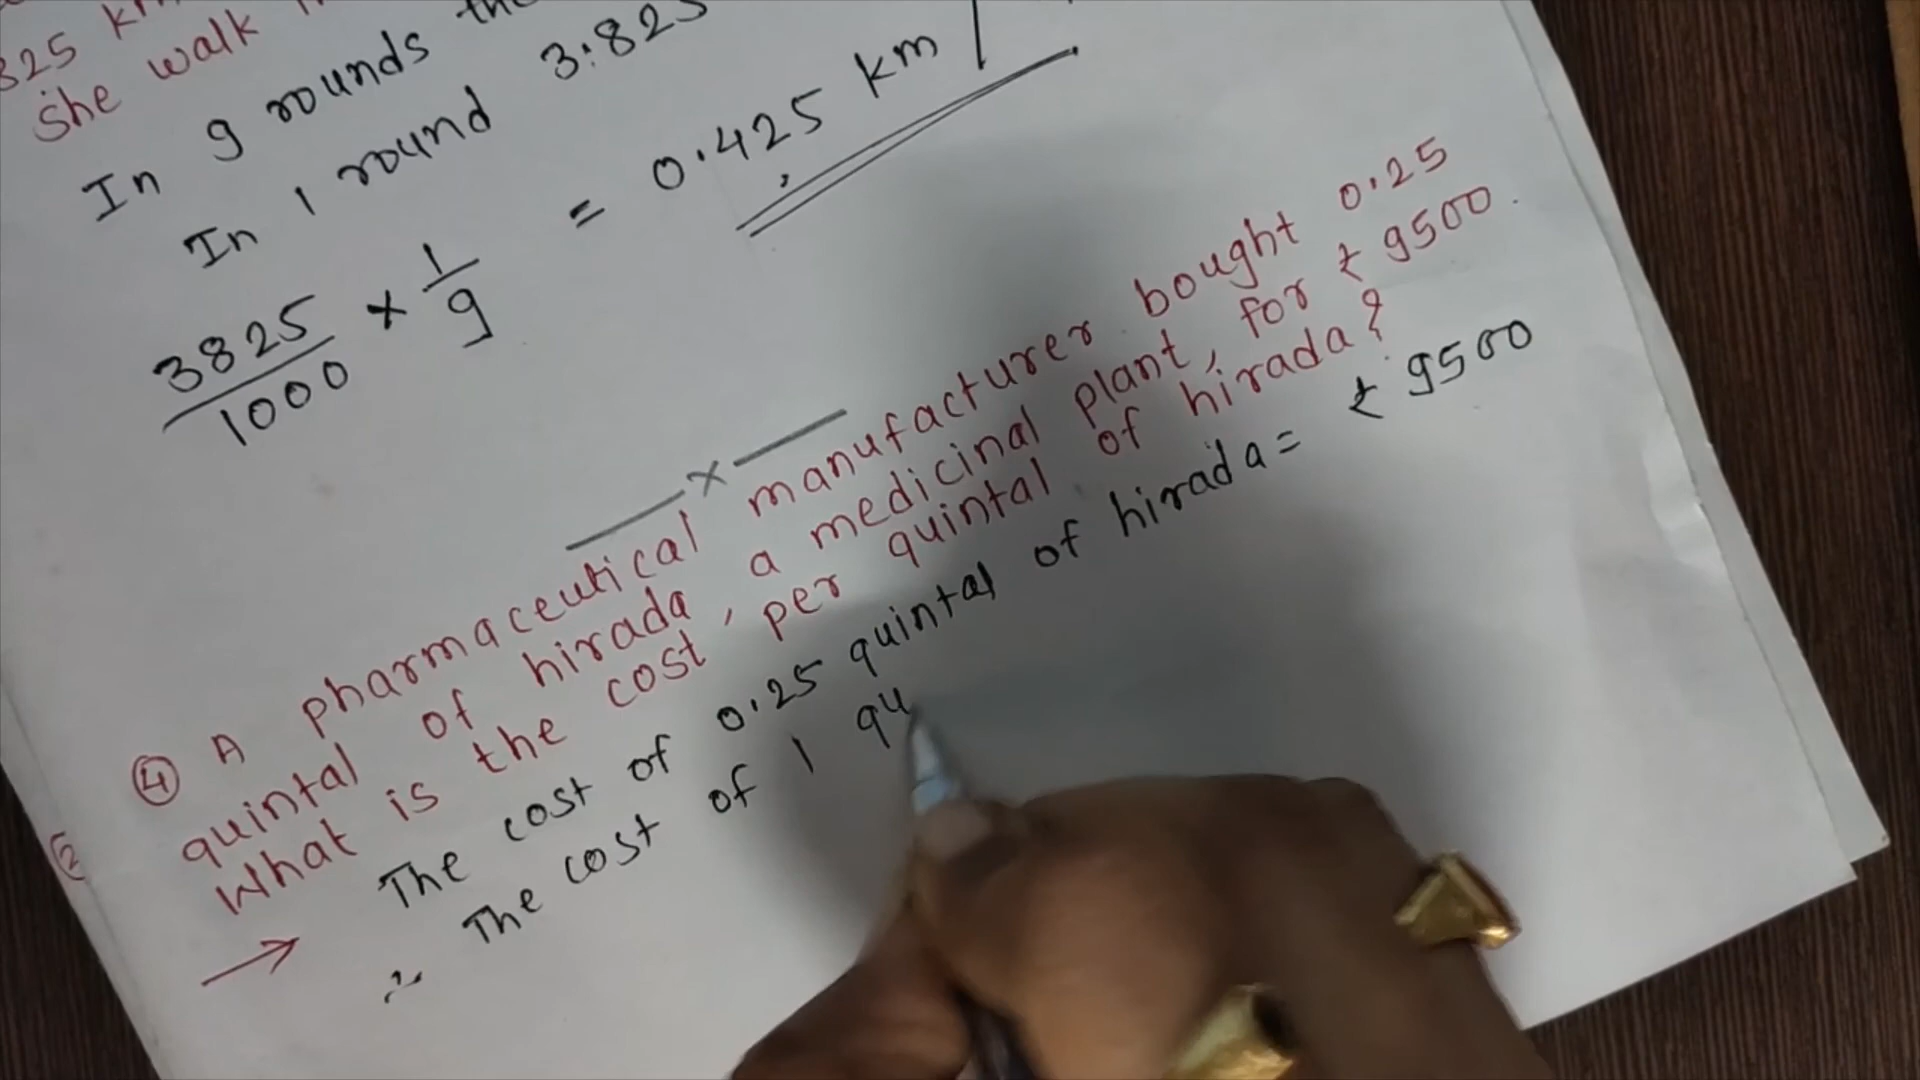 825 km
she walk
In 9 rounds the
In 1 round 3.825
3825/1000 × 1/9 = 0.425 km
×
④ A pharmaceutical manufacturer bought 0.25
quintal of hirada, a medicinal plant, for ₹ 9500.
What is the cost, per quintal of hirada?
→ The cost of 0.25 quintal of hirada = ₹ 9500
∴ The cost of 1 qu